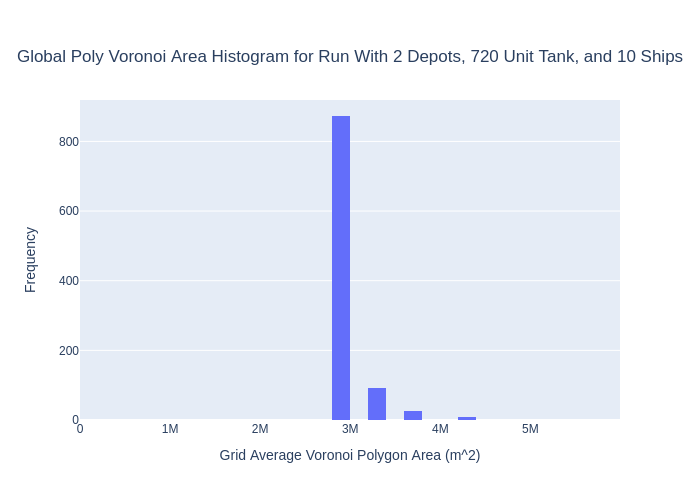 Global Poly Voronoi Area Histogram for Run With 2 Depots, 720 Unit Tank, and 10 Ships
800
600
400
200
0
Frequency
0 1M 2M 3M 4M 5M
Grid Average Voronoi Polygon Area (m^2)